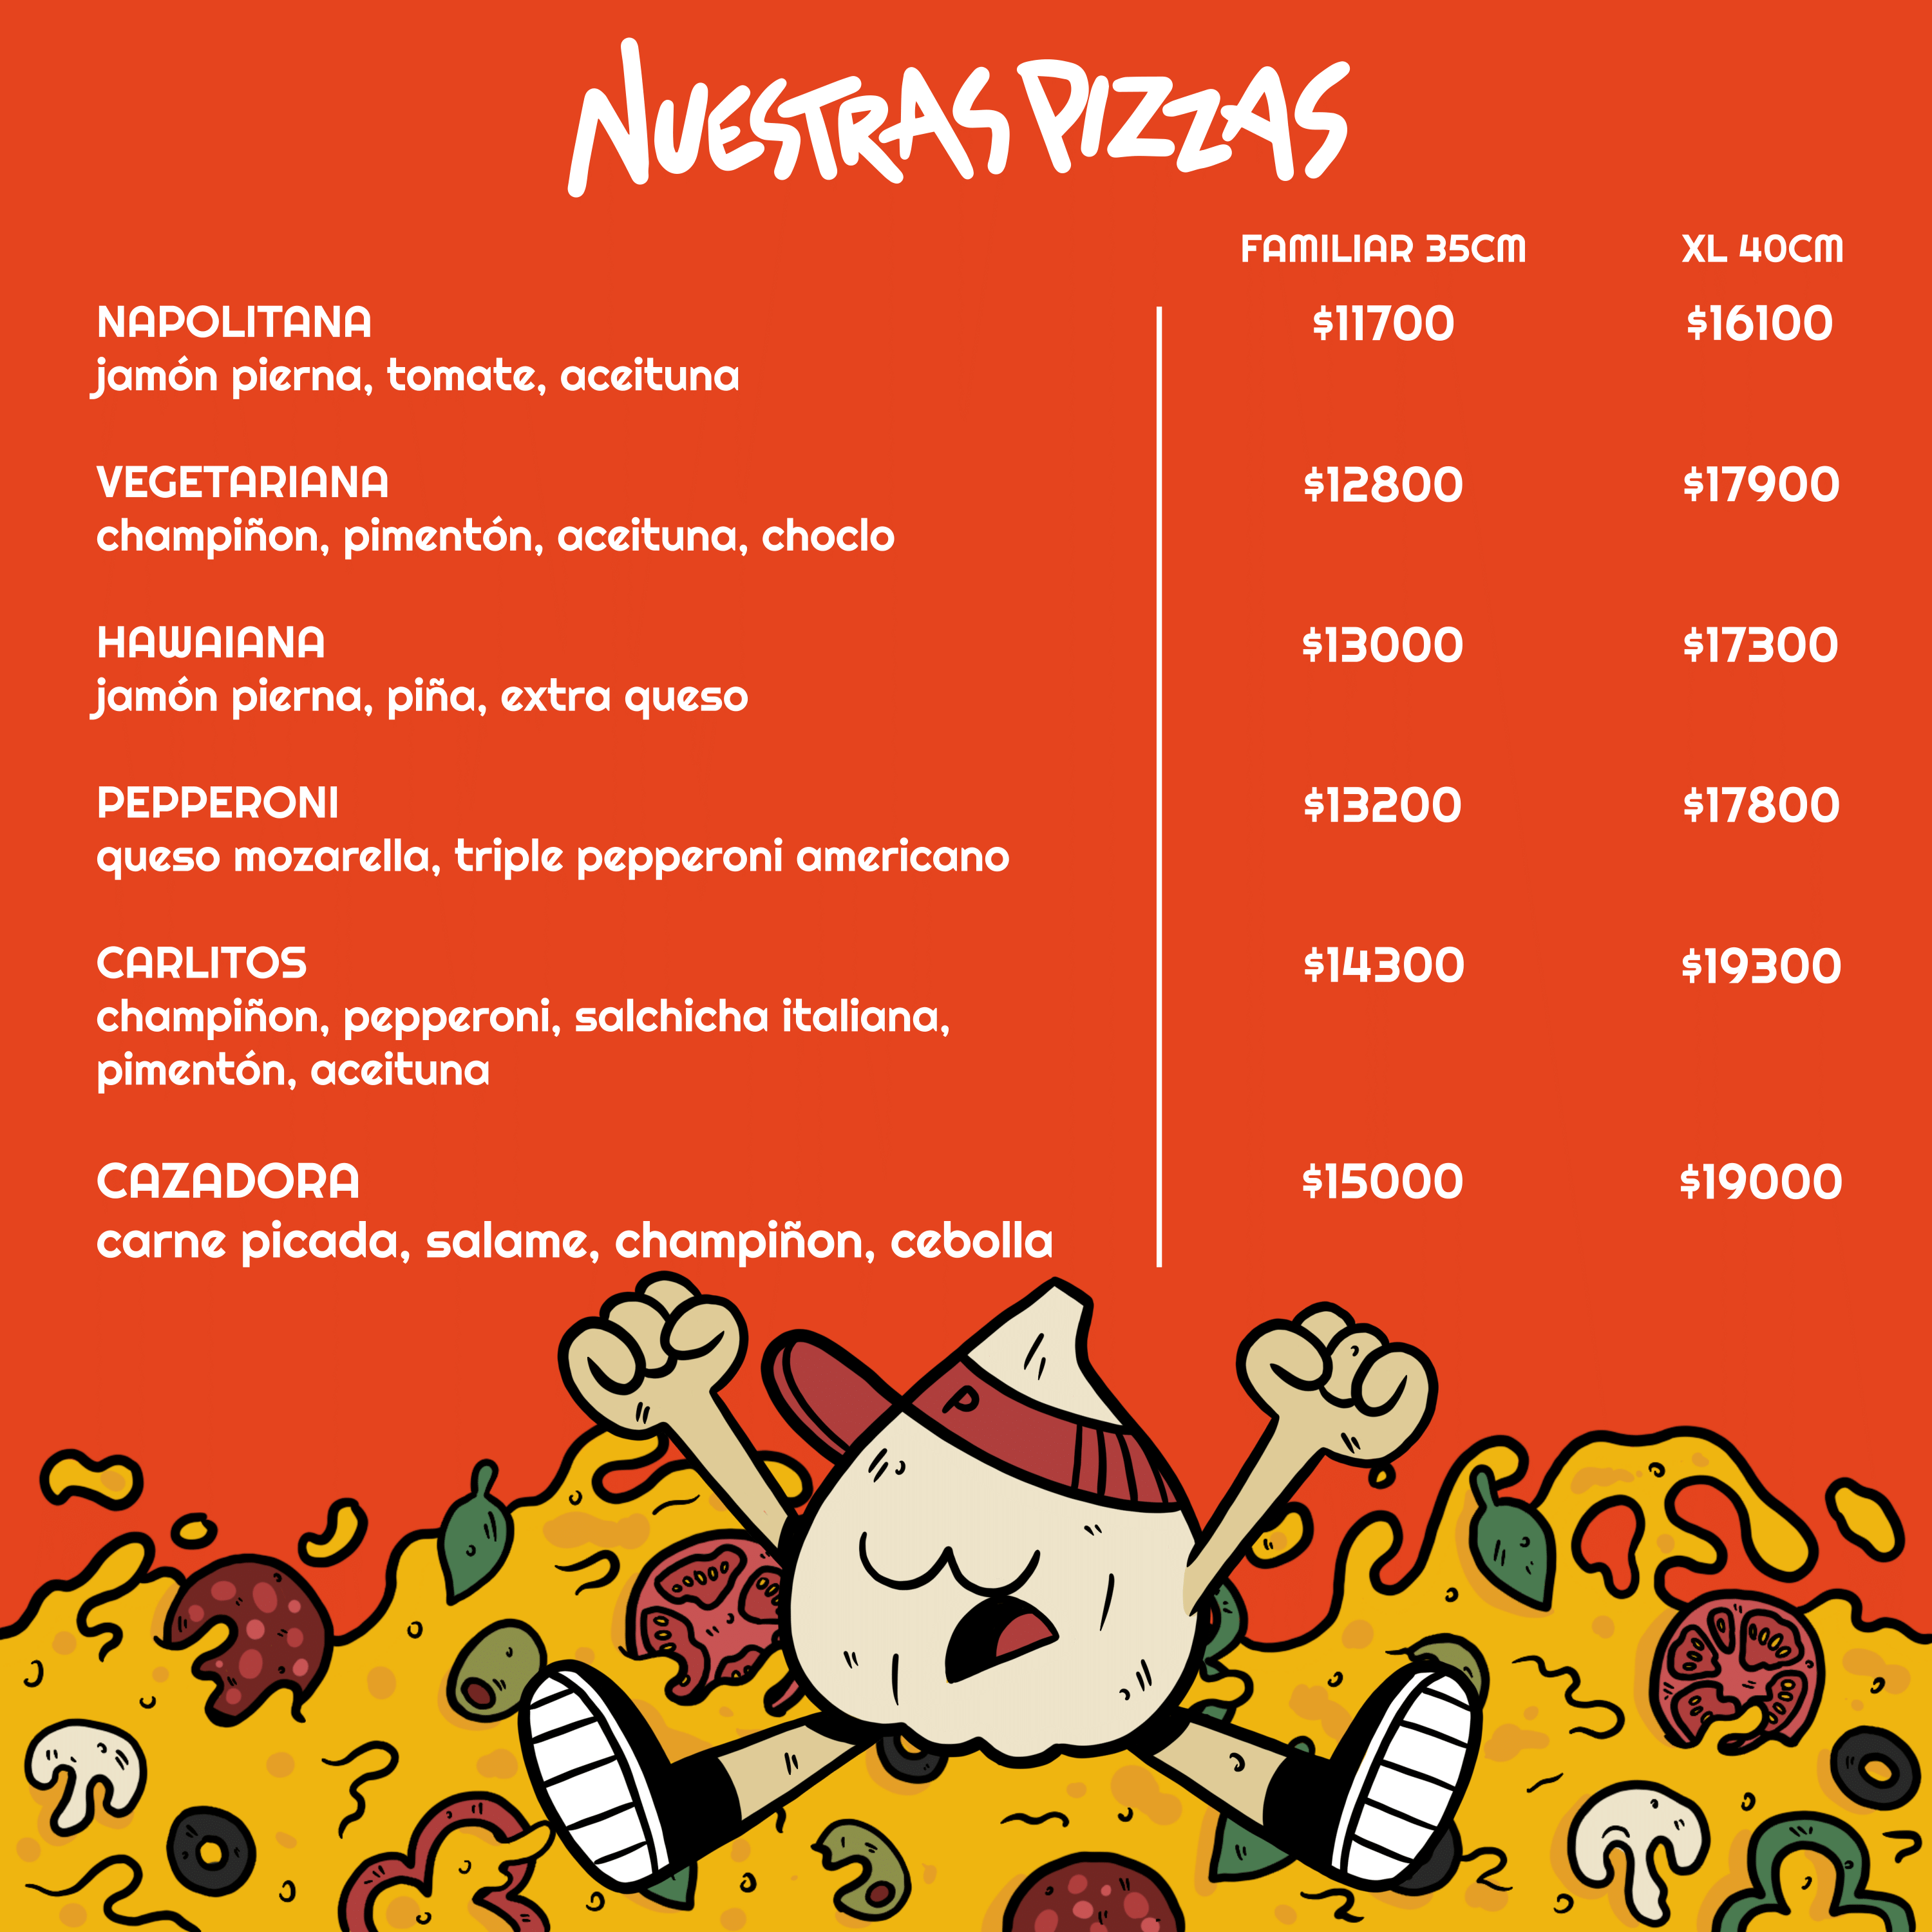 NUESTRAS PIZZAS
FAMILIAR 35CM XL 40CM
NAPOLITANA $11700 $16100
jamón pierna, tomate, aceituna
VEGETARIANA $12800 $17900
champiñon, pimentón, aceituna, choclo
HAWAIANA $13000 $17300
jamón pierna, piña, extra queso
PEPPERONI $13200 $17800
queso mozarella, triple pepperoni americano
CARLITOS $14300 $19300
champiñon, pepperoni, salchicha italiana,
pimentón, aceituna
CAZADORA $15000 $19000
carne picada, salame, champiñon, cebolla
P